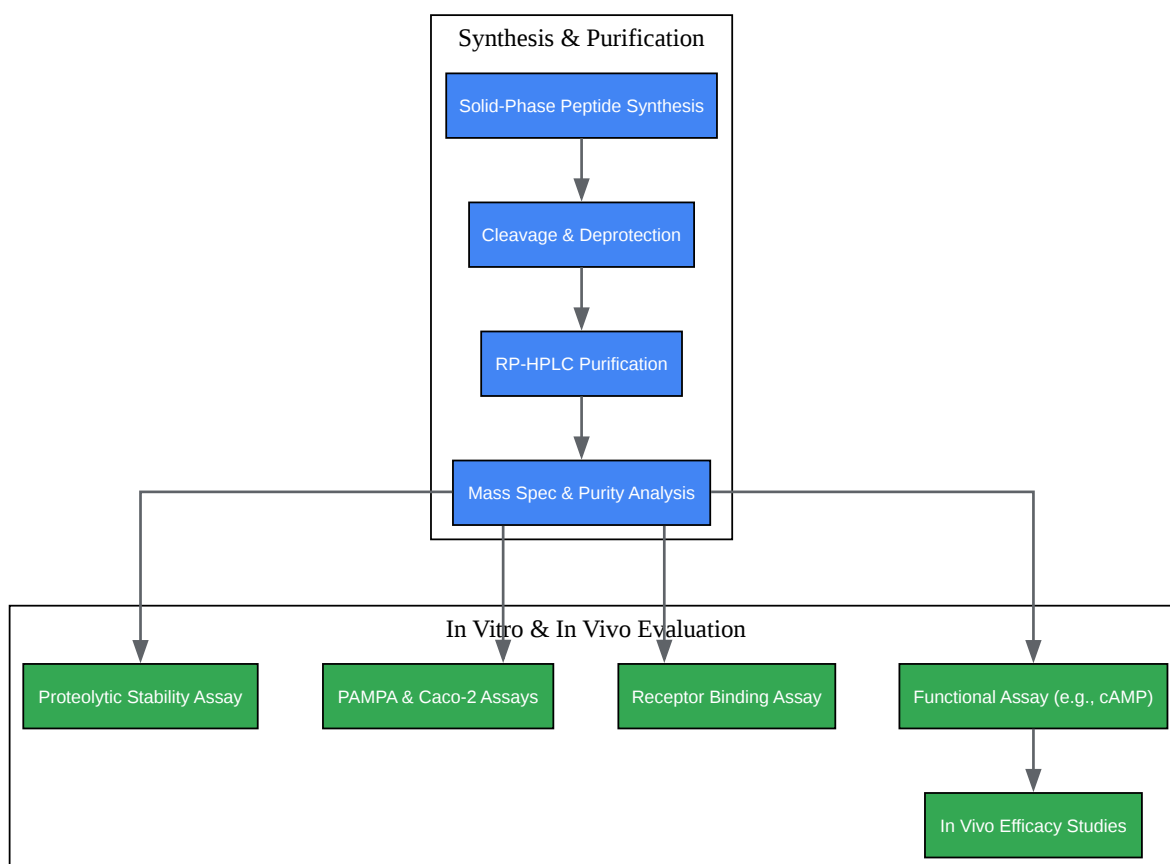 Synthesis & Purification
Solid-Phase Peptide Synthesis
Cleavage & Deprotection
RP-HPLC Purification
Mass Spec & Purity Analysis
In Vitro & In Vivo Evaluation
Proteolytic Stability Assay
PAMPA & Caco-2 Assays
Receptor Binding Assay
Functional Assay (e.g., cAMP)
In Vivo Efficacy Studies